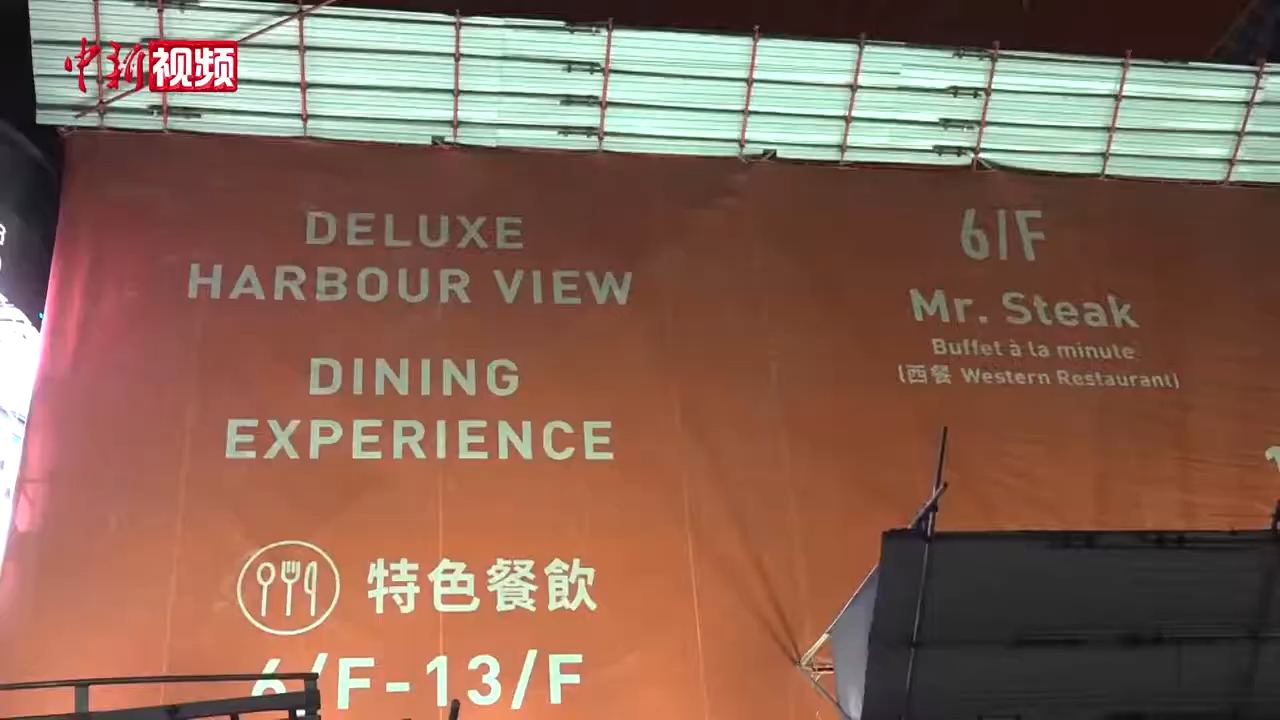 中新视频
DELUXE
HARBOUR VIEW
DINING
EXPERIENCE
特色餐飲
6/F-13/F
6/F
Mr. Steak
Buffet à la minute
(西餐 Western Restaurant)